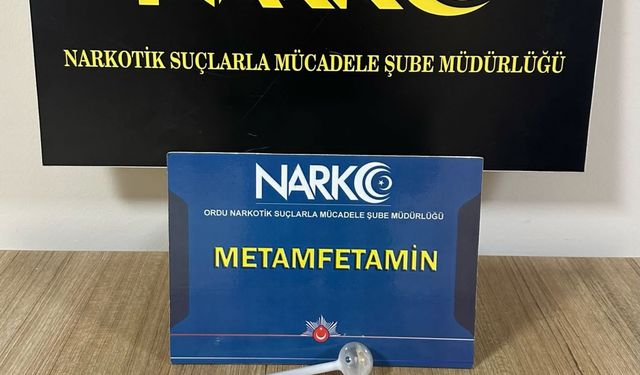 NARKO
NARKOTİK SUÇLARLA MÜCADELE ŞUBE MÜDÜRLÜĞÜ
NARKO
ORDU NARKOTİK SUÇLARLA MÜCADELE ŞUBE MÜDÜRLÜĞÜ
METAMFETAMİN